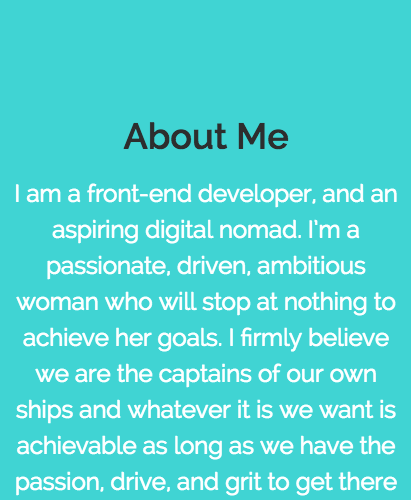 About Me
I am a front-end developer, and an
aspiring digital nomad. I'm a
passionate, driven, ambitious
woman who will stop at nothing to
achieve her goals. I firmly believe
we are the captains of our own
ships and whatever it is we want is
achievable as long as we have the
passion, drive, and grit to get there